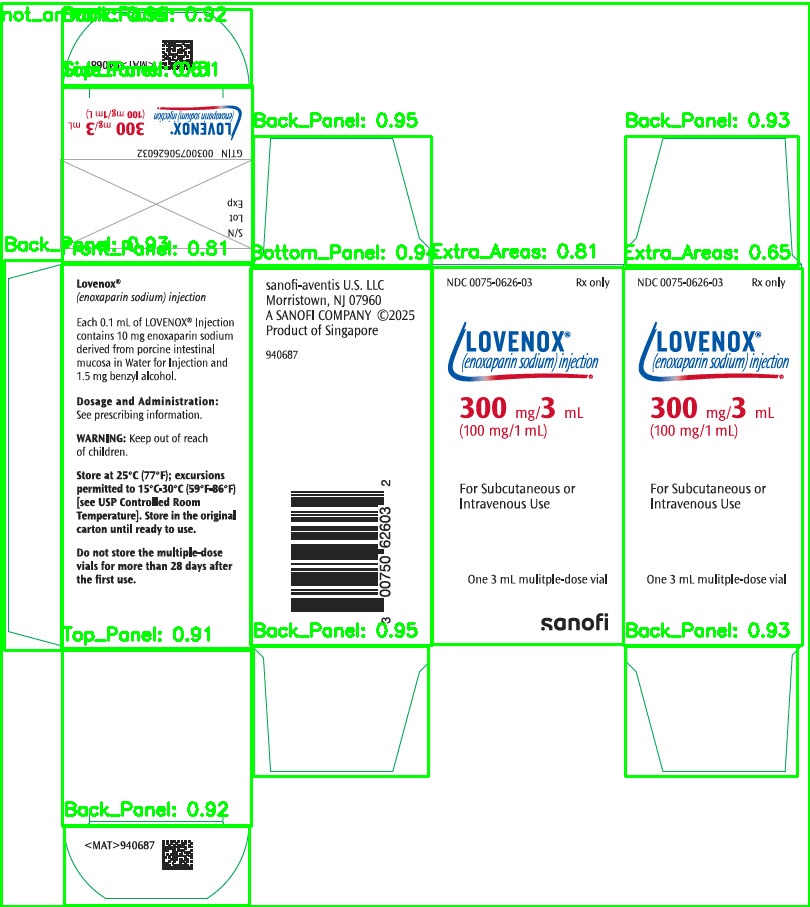 0.92
<MAT>940687
LOVENOX®
(enoxaparin sodium) injection
300 mg/3 mL
(100 mg/1 mL)
GTIN 00300750626032
S/N
Lot
Exp
Back_Panel: 0.95
Back_Panel: 0.93
Back_Panel: 0.93
Front_Panel: 0.81
Lovenox®
(enoxaparin sodium) injection
Each 0.1 mL of LOVENOX® Injection
contains 10 mg enoxaparin sodium
derived from porcine intestinal
mucosa in Water for Injection and
1.5 mg benzyl alcohol.
Dosage and Administration:
See prescribing information.
WARNING: Keep out of reach
of children.
Store at 25°C (77°F); excursions
permitted to 15°C-30°C (59°F-86°F)
[see USP Controlled Room
Temperature]. Store in the original
carton until ready to use.
Do not store the multiple-dose
vials for more than 28 days after
the first use.
Bottom_Panel: 0.94
sanofi-aventis U.S. LLC
Morristown, NJ 07960
A SANOFI COMPANY ©2025
Product of Singapore
940687
3 00750 62603 2
Extra_Areas: 0.81
NDC 0075-0626-03 Rx only
LOVENOX®
(enoxaparin sodium) injection
300 mg/3 mL
(100 mg/1 mL)
For Subcutaneous or
Intravenous Use
One 3 mL mulitple-dose vial
sanofi
Extra_Areas: 0.65
NDC 0075-0626-03 Rx only
LOVENOX®
(enoxaparin sodium) injection
300 mg/3 mL
(100 mg/1 mL)
For Subcutaneous or
Intravenous Use
One 3 mL mulitple-dose vial
Top_Panel: 0.91
Back_Panel: 0.95
Back_Panel: 0.93
Back_Panel: 0.92
<MAT>940687